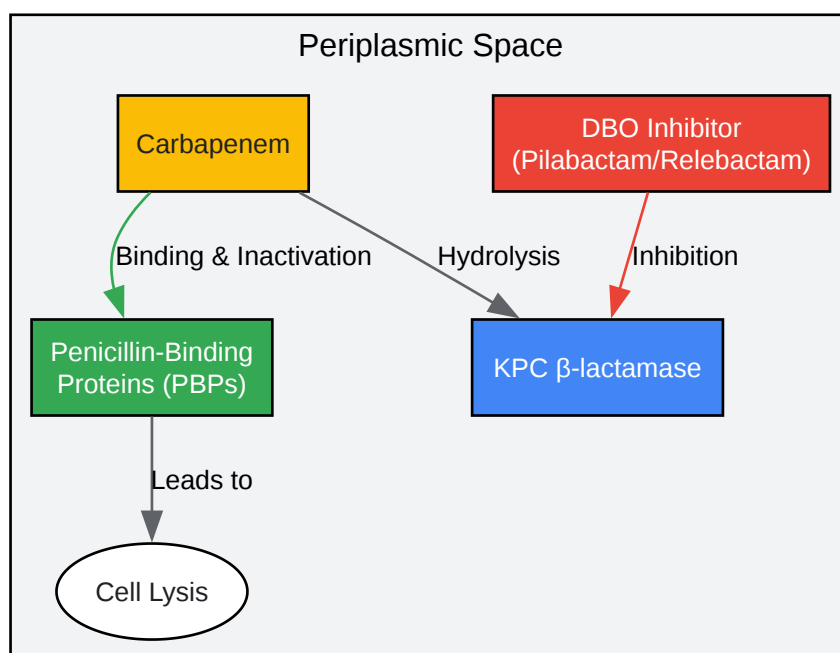 Periplasmic Space
Carbapenem
DBO Inhibitor
(Pilabactam/Relebactam)
Binding & Inactivation
Hydrolysis
Inhibition
Penicillin-Binding
Proteins (PBPs)
KPC β-lactamase
Leads to
Cell Lysis